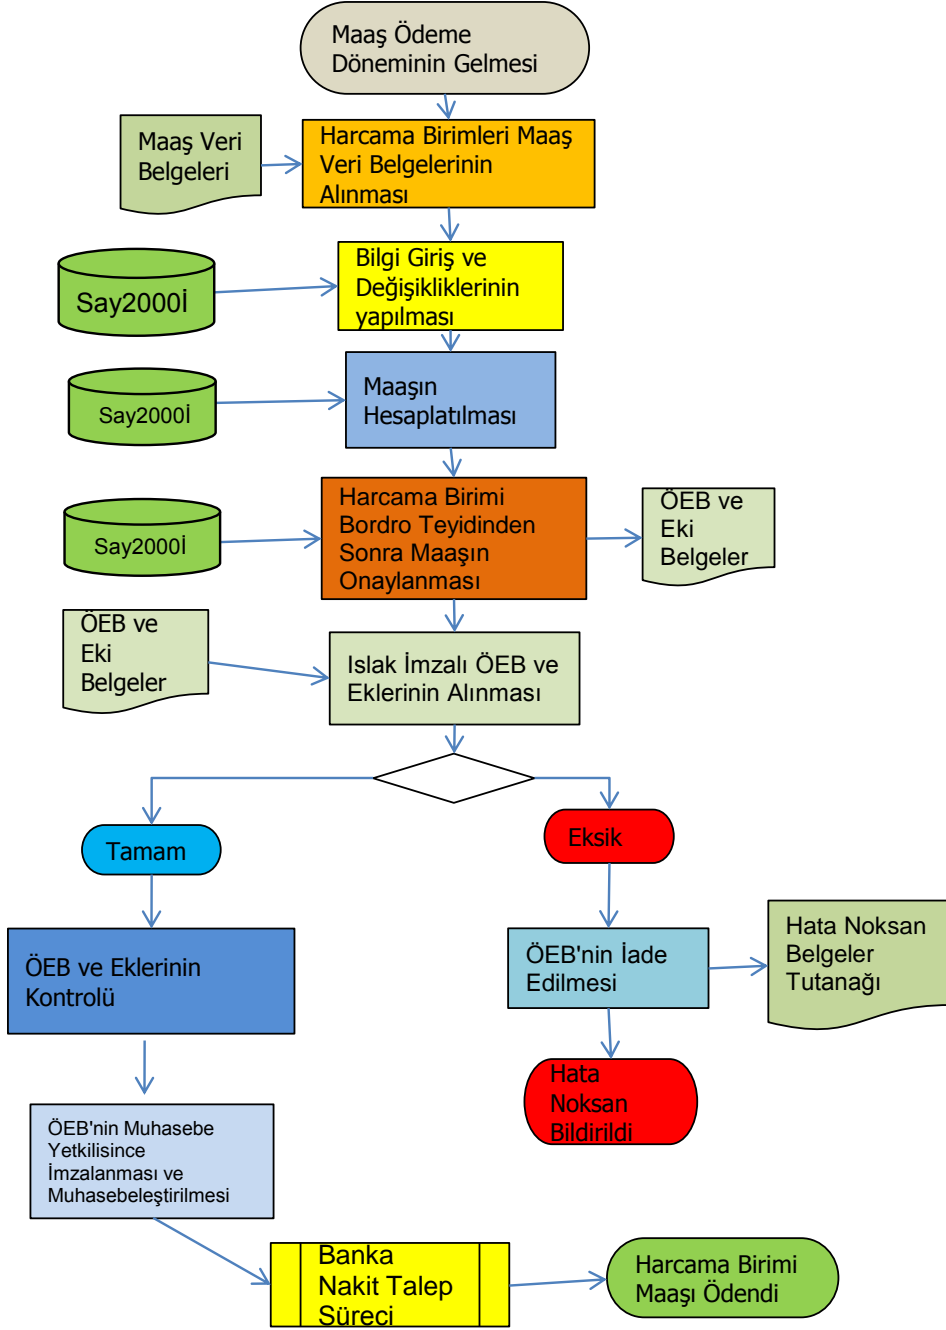 Maaş Ödeme
Döneminin Gelmesi
Maaş Veri
Belgeleri
Harcama Birimleri Maaş
Veri Belgelerinin
Alınması
Say2000İ
Bilgi Giriş ve
Değişikliklerinin
yapılması
Say2000İ
Maaşın
Hesaplatılması
Say2000İ
Harcama Birimi
Bordro Teyidinden
Sonra Maaşın
Onaylanması
ÖEB ve
Eki
Belgeler
ÖEB ve
Eki
Belgeler
Islak İmzalı ÖEB ve
Eklerinin Alınması
Tamam
Eksik
ÖEB ve Eklerinin
Kontrolü
ÖEB'nin İade
Edilmesi
Hata Noksan
Belgeler
Tutanağı
Hata
Noksan
Bildirildi
ÖEB'nin Muhasebe
Yetkilisince
İmzalanması ve
Muhasebeleştirilmesi
Banka
Nakit Talep
Süreci
Harcama Birimi
Maaşı Ödendi